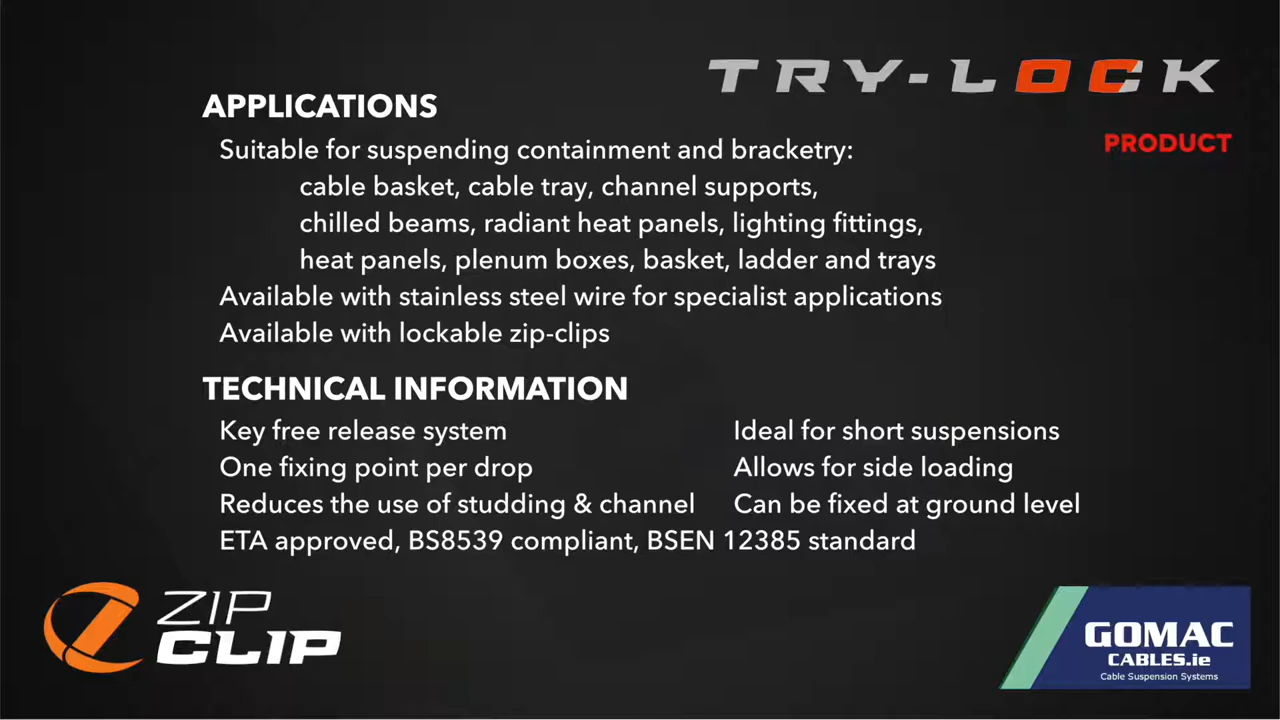 TRY-LOCK
PRODUCT
APPLICATIONS
Suitable for suspending containment and bracketry:
cable basket, cable tray, channel supports,
chilled beams, radiant heat panels, lighting fittings,
heat panels, plenum boxes, basket, ladder and trays
Available with stainless steel wire for specialist applications
Available with lockable zip-clips
TECHNICAL INFORMATION
Key free release system
One fixing point per drop
Reduces the use of studding & channel
Ideal for short suspensions
Allows for side loading
Can be fixed at ground level
ETA approved, BS8539 compliant, BSEN 12385 standard
ZIP
CLIP
GOMAC
CABLES.ie
Cable Suspension Systems